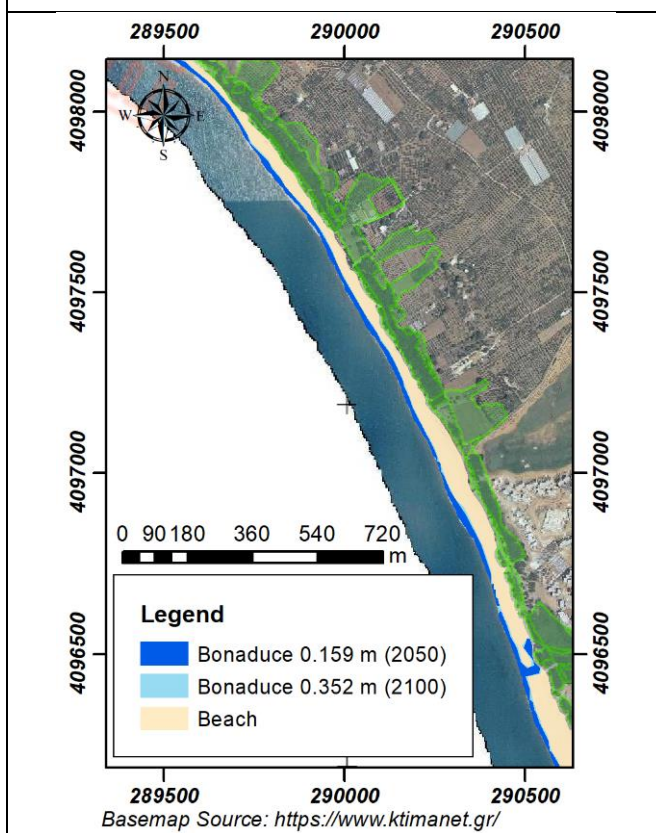 289500 290000 290500
4098000 4098000
N
W E
S
4097500 4097500
4097000 4097000
0 90 180 360 540 720
m
Legend
Bonaduce 0.159 m (2050)
Bonaduce 0.352 m (2100)
Beach
4096500 4096500
289500 290000 290500
Basemap Source: https://www.ktimanet.gr/